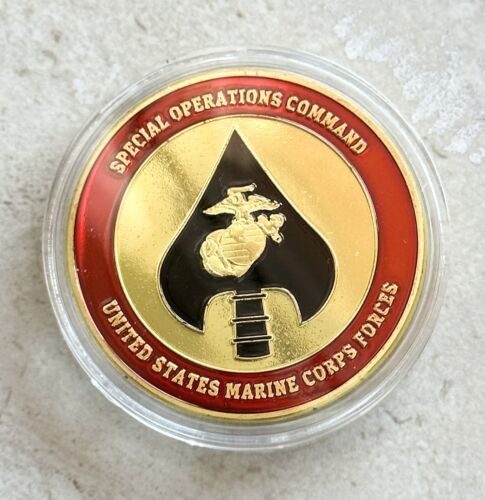 SPECIAL OPERATIONS COMMAND
UNITED STATES MARINE CORPS FORCES